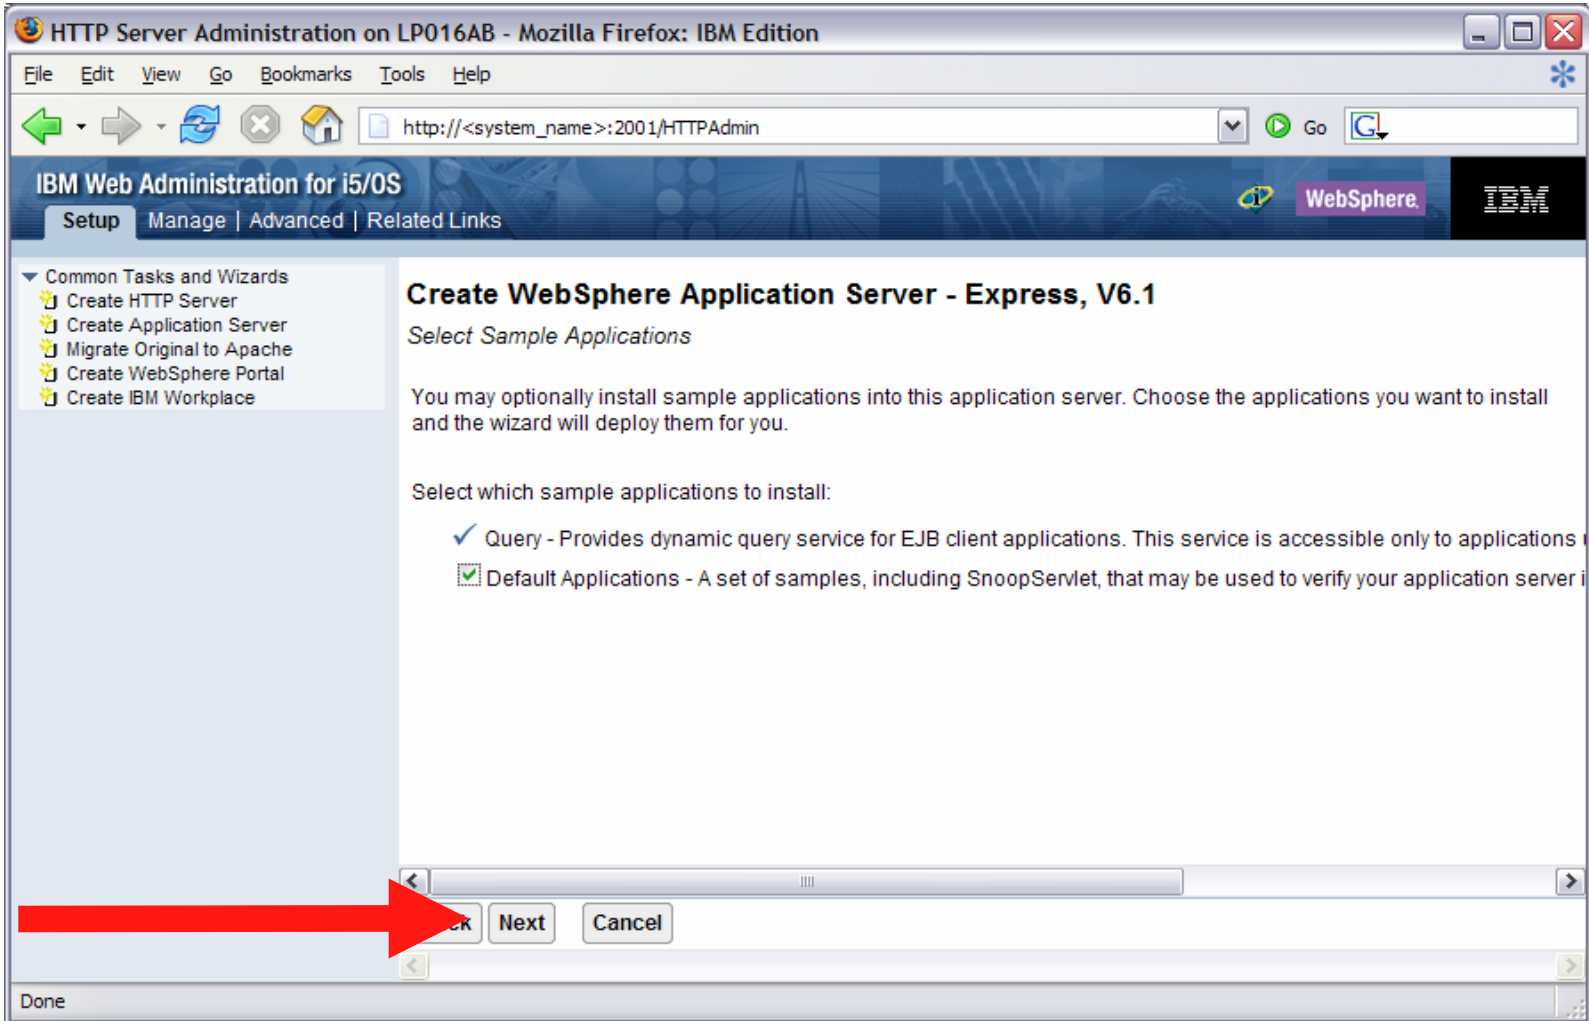 HTTP Server Administration on LP016AB - Mozilla Firefox: IBM Edition
File Edit View Go Bookmarks Tools Help
http://<system_name>:2001/HTTPAdmin Go G
IBM Web Administration for i5/OS
WebSphere. IBM
Setup Manage | Advanced | Related Links
Common Tasks and Wizards
Create HTTP Server
Create Application Server
Migrate Original to Apache
Create WebSphere Portal
Create IBM Workplace
Create WebSphere Application Server - Express, V6.1
Select Sample Applications
You may optionally install sample applications into this application server. Choose the applications you want to install
and the wizard will deploy them for you.
Select which sample applications to install:
Query - Provides dynamic query service for EJB client applications. This service is accessible only to applications
Default Applications - A set of samples, including SnoopServlet, that may be used to verify your application server i
Next Cancel
Done